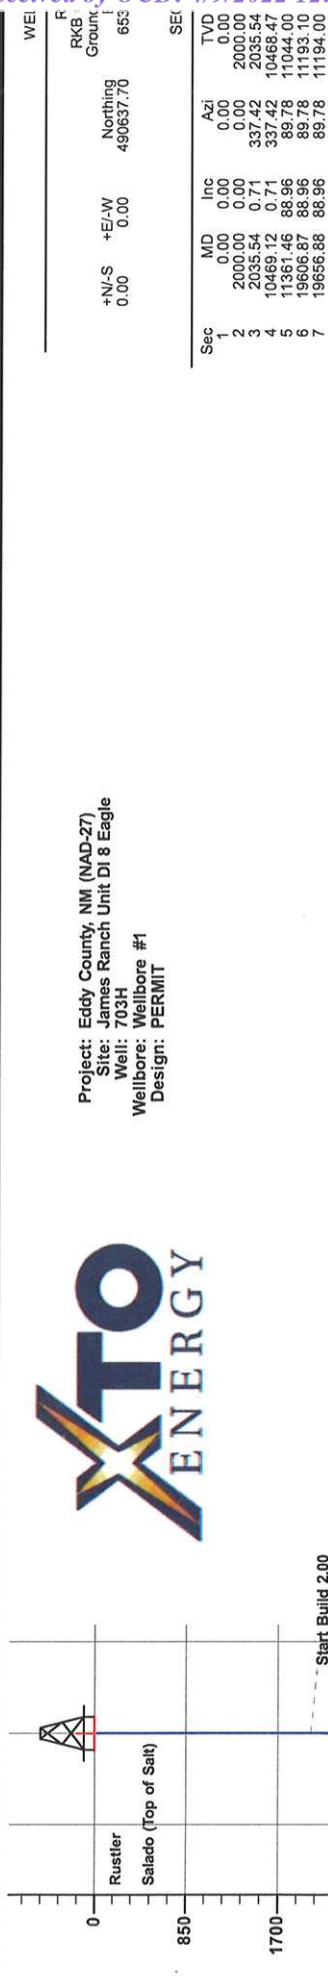 XTO
ENERGY
Project: Eddy County, NM (NAD-27)
Site: James Ranch Unit DI 8 Eagle
Well: 703H
Wellbore: Wellbore #1
Design: PERMIT
WEL
RKB
Ground
+N/-S +E/-W Northing
0.00 0.00 490637.70 653
SEC
Sec MD Inc Azi TVD
1 0.00 0.00 0.00 0.00
2 2000.00 0.00 0.00 2000.00
3 2035.54 0.71 337.42 2035.54
4 10469.12 0.71 337.42 10468.47
5 11361.46 88.96 89.78 11044.00
6 19606.87 88.96 89.78 11193.10
7 19656.88 88.96 89.78 11194.00
0
Rustler
Salado (Top of Salt)
850
1700
Start Build 2.00